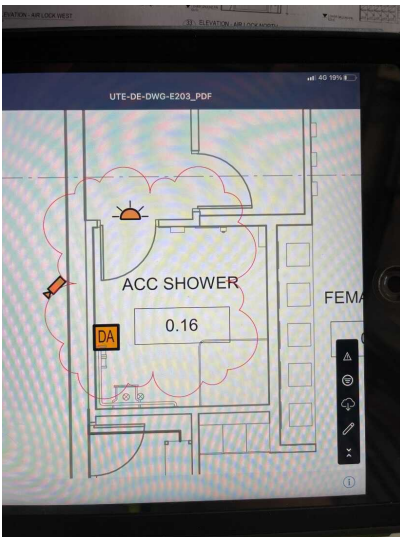 ELEVATION - AIR LOCK WEST
ELEVATION - AIR LOCK NORTH
4G 19%
UTE-DE-DWG-E203_PDF
ACC SHOWER
0.16
DA
FEMA